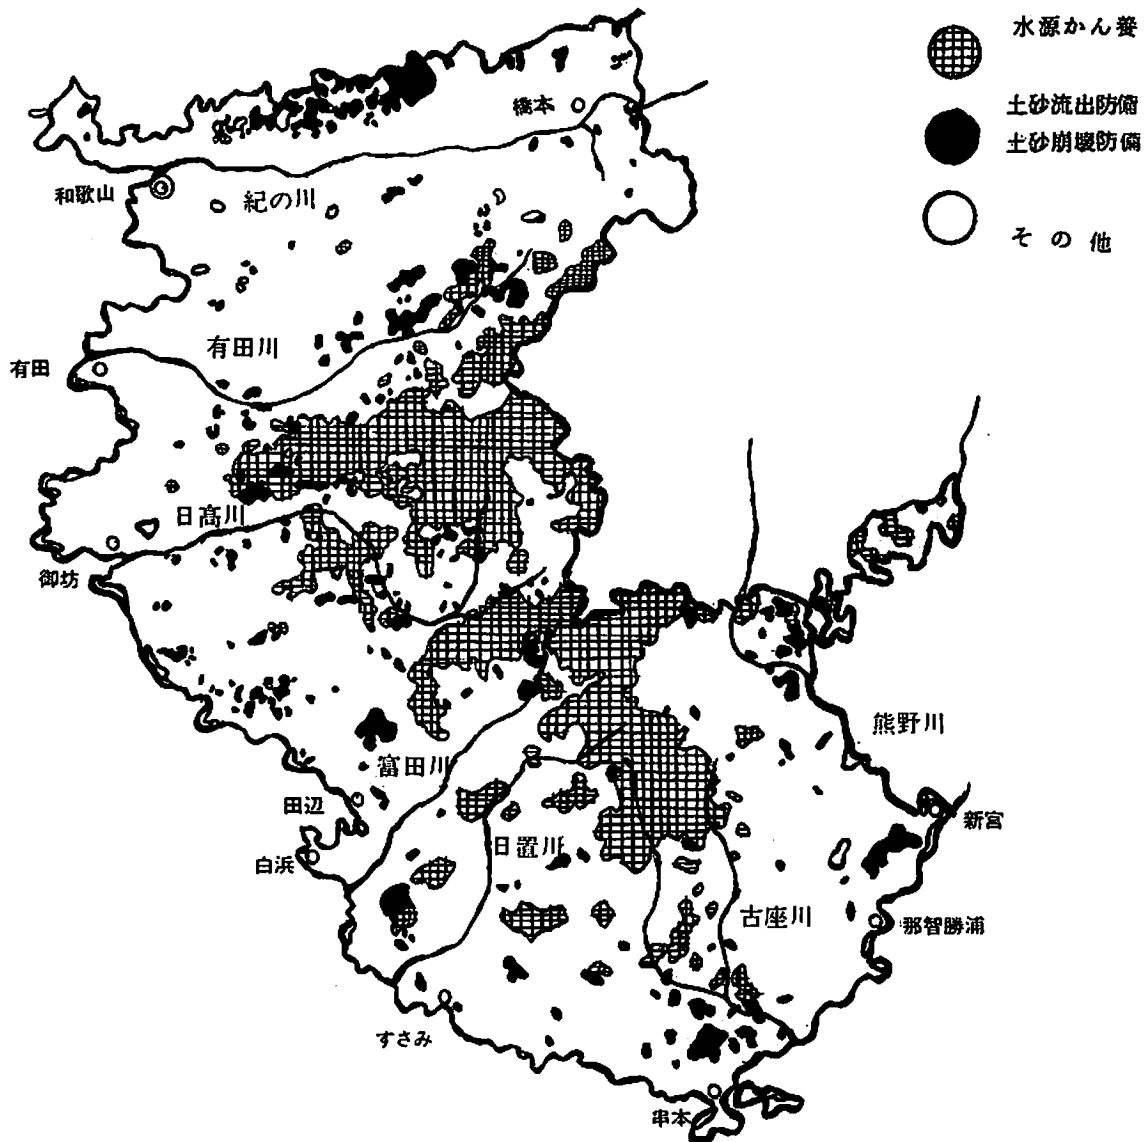 水源かん養
土砂流出防備
土砂崩壊防備
その他
橋本
和歌山
紀の川
有田川
有田
日高川
御坊
熊野川
富田川
田辺
新宮
日置川
白浜
古座川
那智勝浦
すさみ
串本